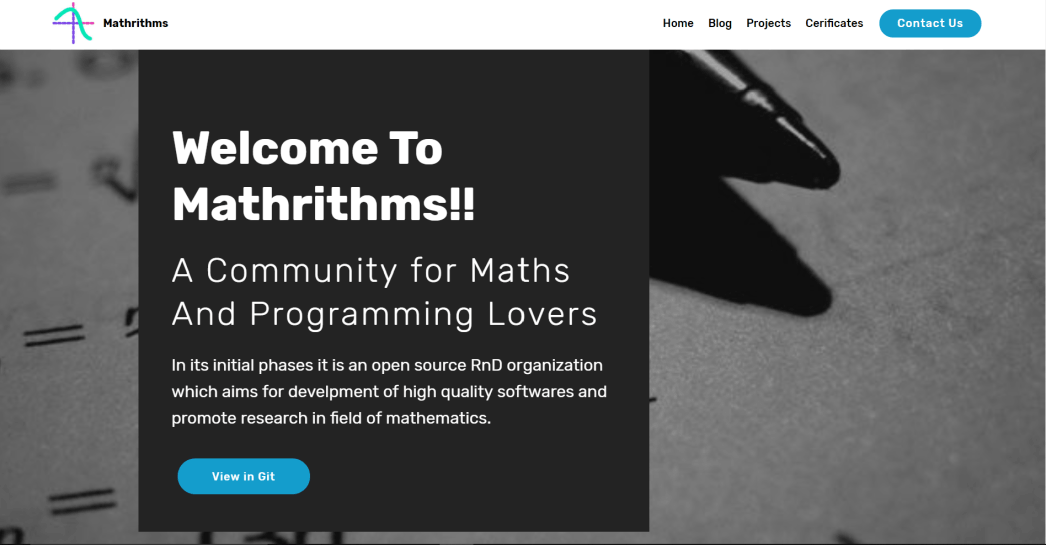 Mathrithms
Home Blog Projects Cerificates Contact Us
Welcome To
Mathrithms!!
A Community for Maths
And Programming Lovers
In its initial phases it is an open source RnD organization
which aims for develpment of high quality softwares and
promote research in field of mathematics.
View in Git